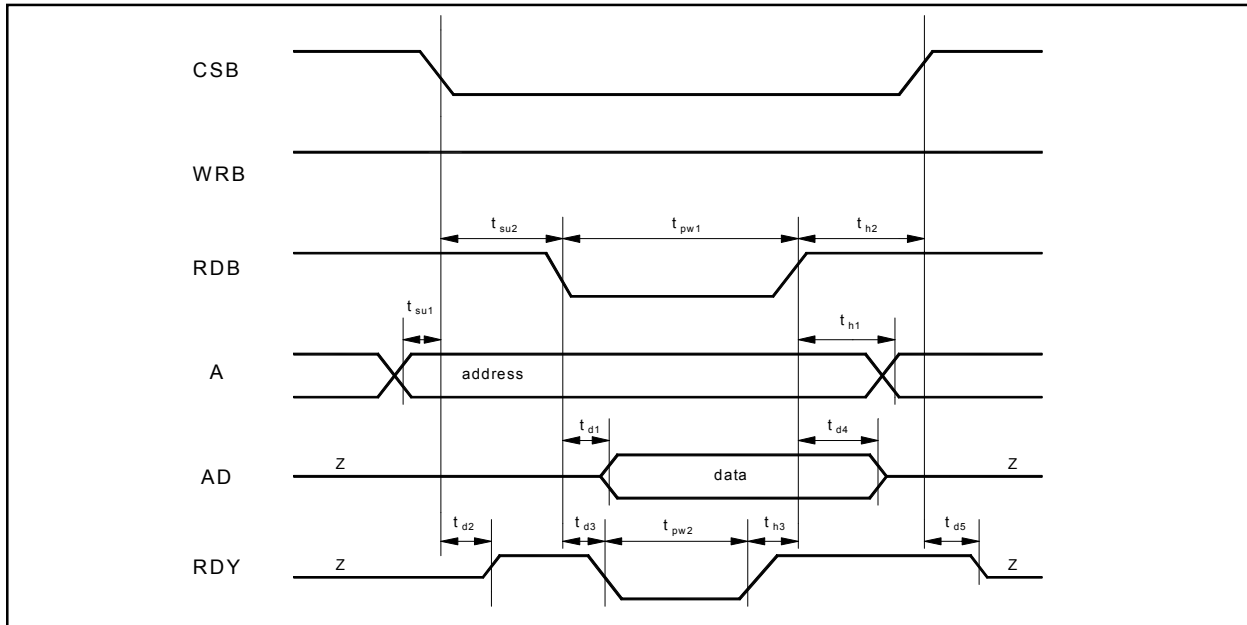 CSB
WRB
t su2 t pw1 t h2
RDB
t su1 t h1
A address
t d1 t d4
Z data Z
AD
t d2 t d3 t pw2 t h3 t d5
RDY Z Z